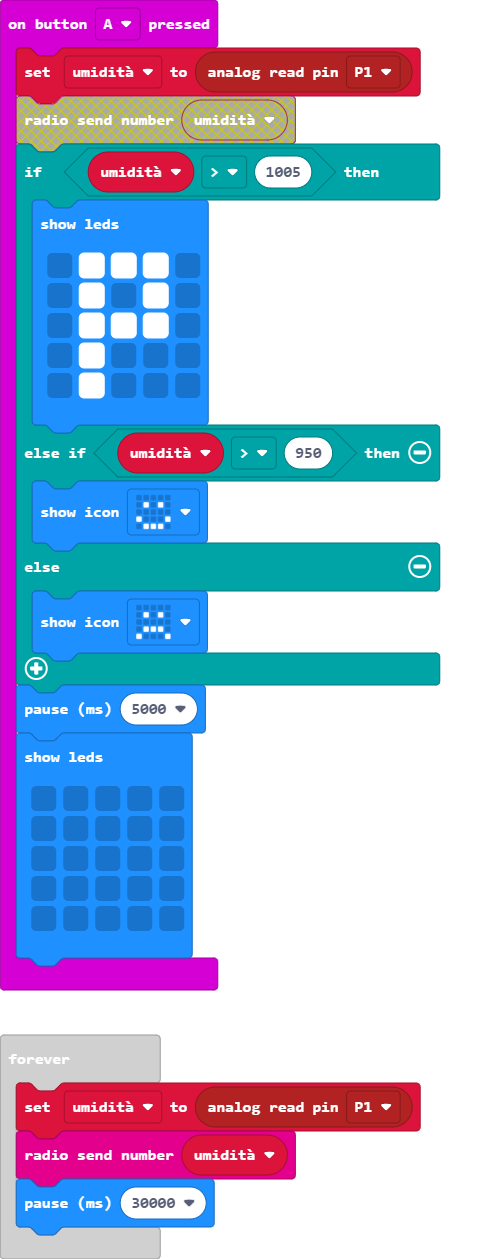 on button A pressed
set umidità to analog read pin P1
radio send number umidità
if umidità > 1005 then
show leds
else if umidità > 950 then
show icon
else
show icon
pause (ms) 5000
show leds
forever
set umidità to analog read pin P1
radio send number umidità
pause (ms) 30000